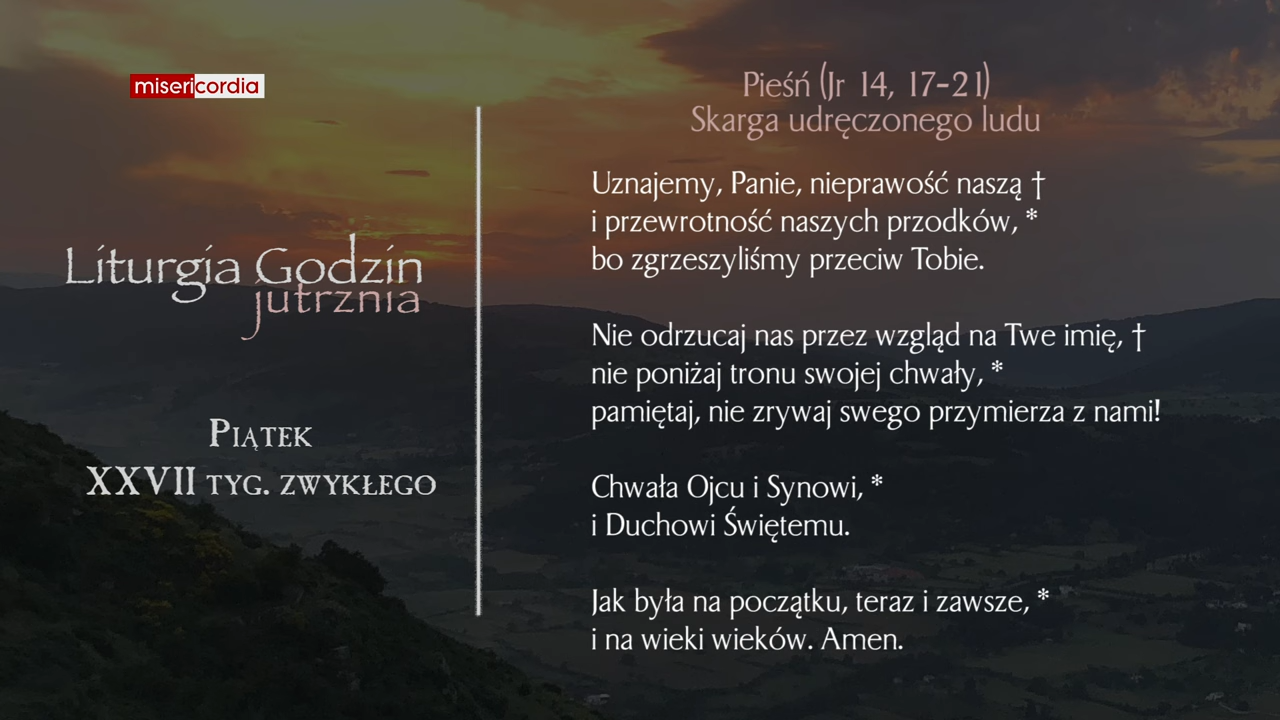 misericordia
Liturgia Godzin
jutrznia
Piątek
XXVII tyg. zwykłego
Pieśń (Jr 14, 17-21)
Skarga udręczonego ludu
Uznajemy, Panie, nieprawość naszą †
i przewrotność naszych przodków, *
bo zgrzeszyliśmy przeciw Tobie.
Nie odrzucaj nas przez wzgląd na Twe imię, †
nie poniżaj tronu swojej chwały, *
pamiętaj, nie zrywaj swego przymierza z nami!
Chwała Ojcu i Synowi, *
i Duchowi Świętemu.
Jak była na początku, teraz i zawsze, *
i na wieki wieków. Amen.